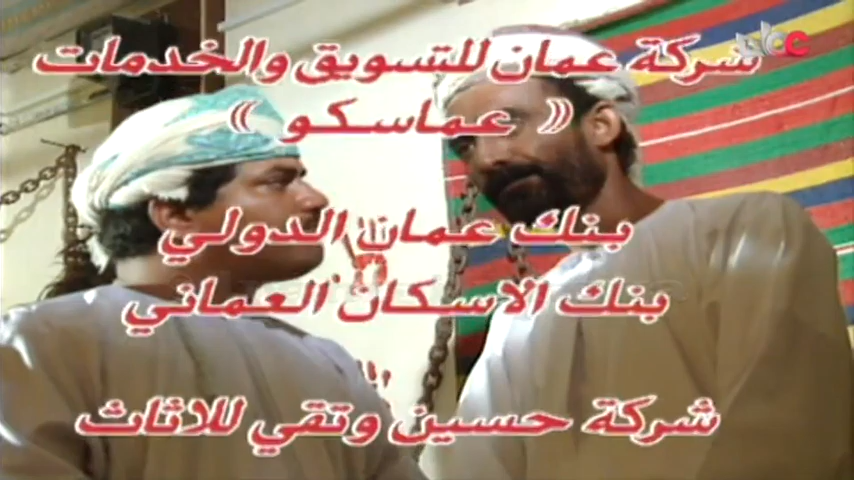 شركة عمان للتسويق والخدمات
« عماسكو »
بنك عمان الدولي
بنك الاسكان العماني
شركة حسين وتقي للاثاث